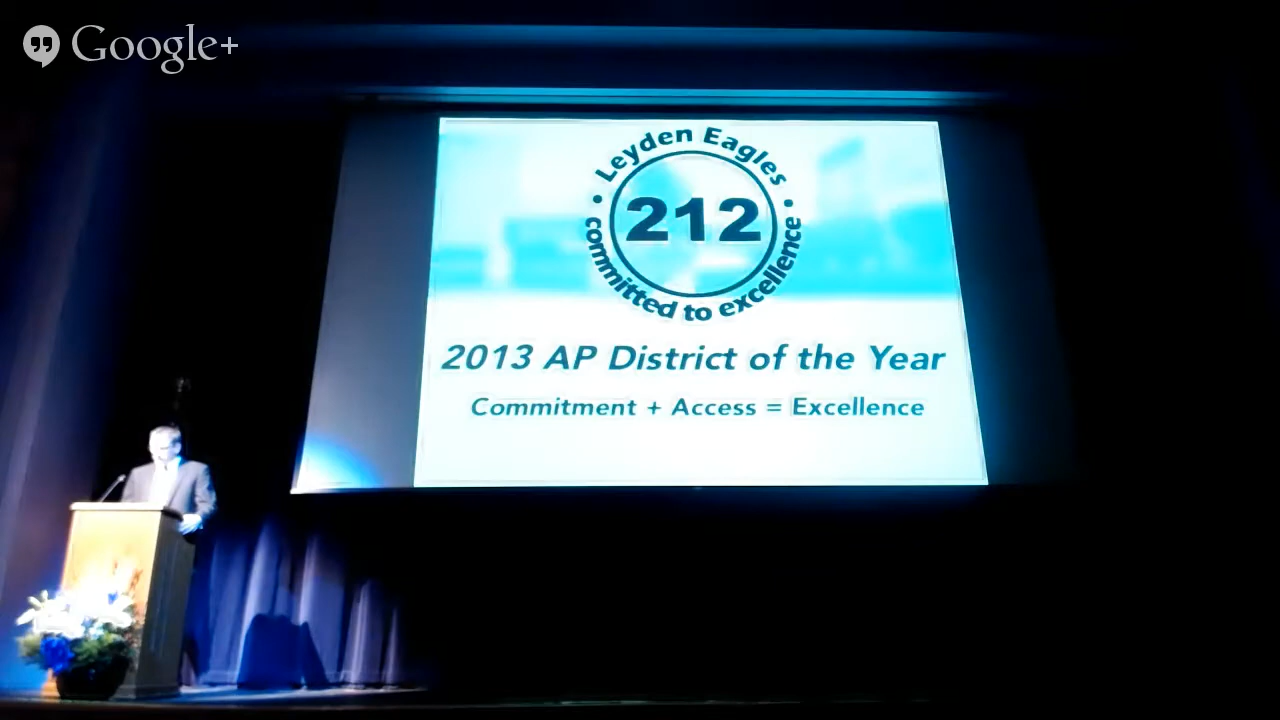 Google+
Leyden Eagles
212
committed to excellence
2013 AP District of the Year
Commitment + Access = Excellence